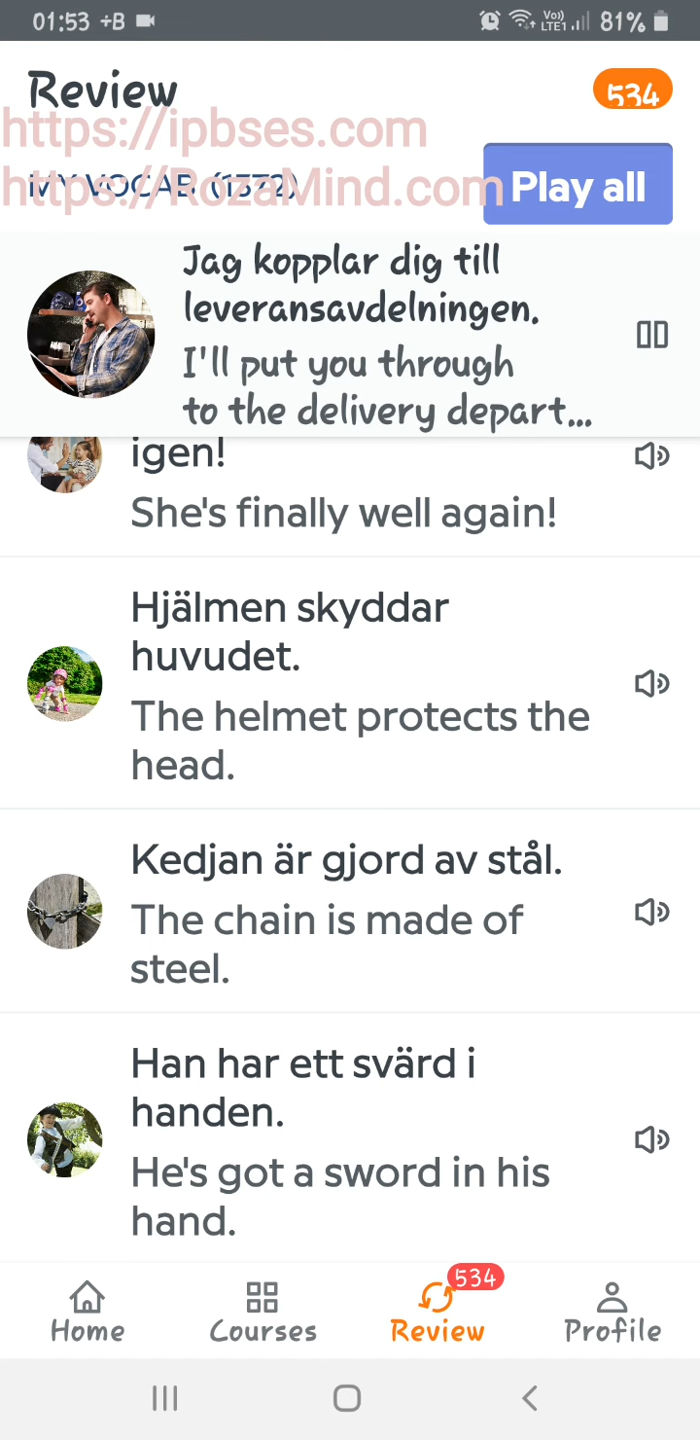 01:53 +B
Vo))
LTE1
81%
Review
534
https://ipbses.com
MY VOCAB (1372)
https://RozaMind.com
Play all
Jag kopplar dig till
leveransavdelningen.
I'll put you through
to the delivery depart...
igen!
She's finally well again!
Hjälmen skyddar
huvudet.
The helmet protects the
head.
Kedjan är gjord av stål.
The chain is made of
steel.
Han har ett svärd i
handen.
He's got a sword in his
hand.
534
Home
Courses
Review
Profile